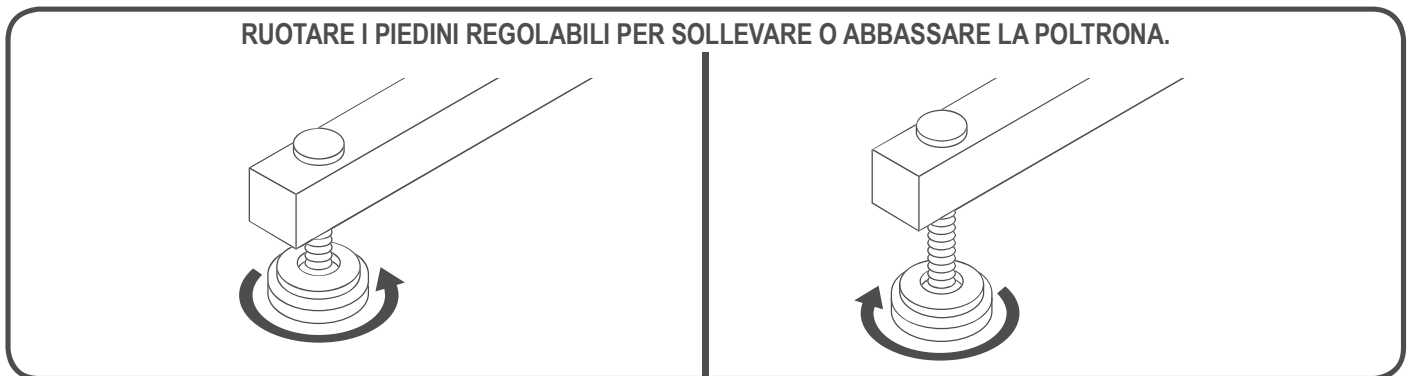 RUOTARE I PIEDINI REGOLABILI PER SOLLEVARE O ABBASSARE LA POLTRONA.